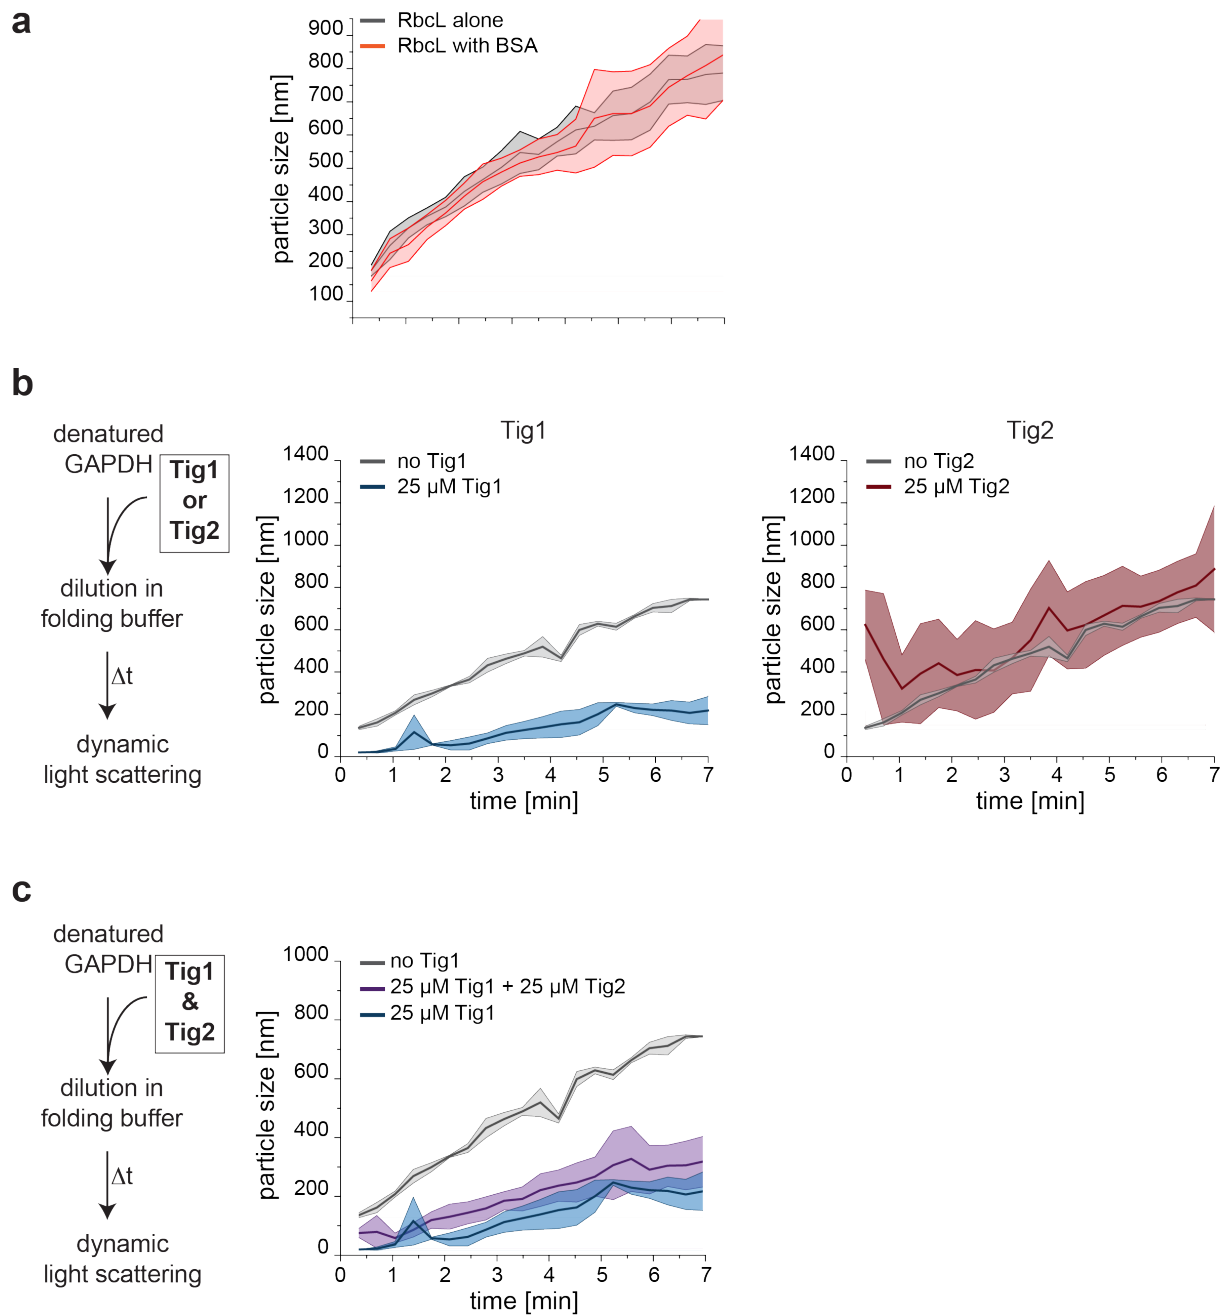 a
RbcL alone
RbcL with BSA
900
800
700
600
500
400
300
200
100
particle size [nm]
b
denatured
GAPDH
Tig1
or
Tig2
dilution in
folding buffer
Δt
dynamic
light scattering
Tig1
no Tig1
25 µM Tig1
1400
1200
1000
800
600
400
200
0
particle size [nm]
0 1 2 3 4 5 6 7
time [min]
Tig2
no Tig2
25 µM Tig2
1400
1200
1000
800
600
400
200
0
particle size [nm]
0 1 2 3 4 5 6 7
time [min]
c
denatured
GAPDH
Tig1
&
Tig2
dilution in
folding buffer
Δt
dynamic
light scattering
no Tig1
25 µM Tig1 + 25 µM Tig2
25 µM Tig1
1000
800
600
400
200
0
particle size [nm]
0 1 2 3 4 5 6 7
time [min]